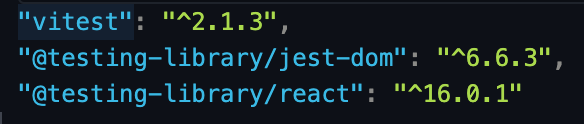 "vitest": "^2.1.3",
"@testing-library/jest-dom": "^6.6.3",
"@testing-library/react": "^16.0.1"